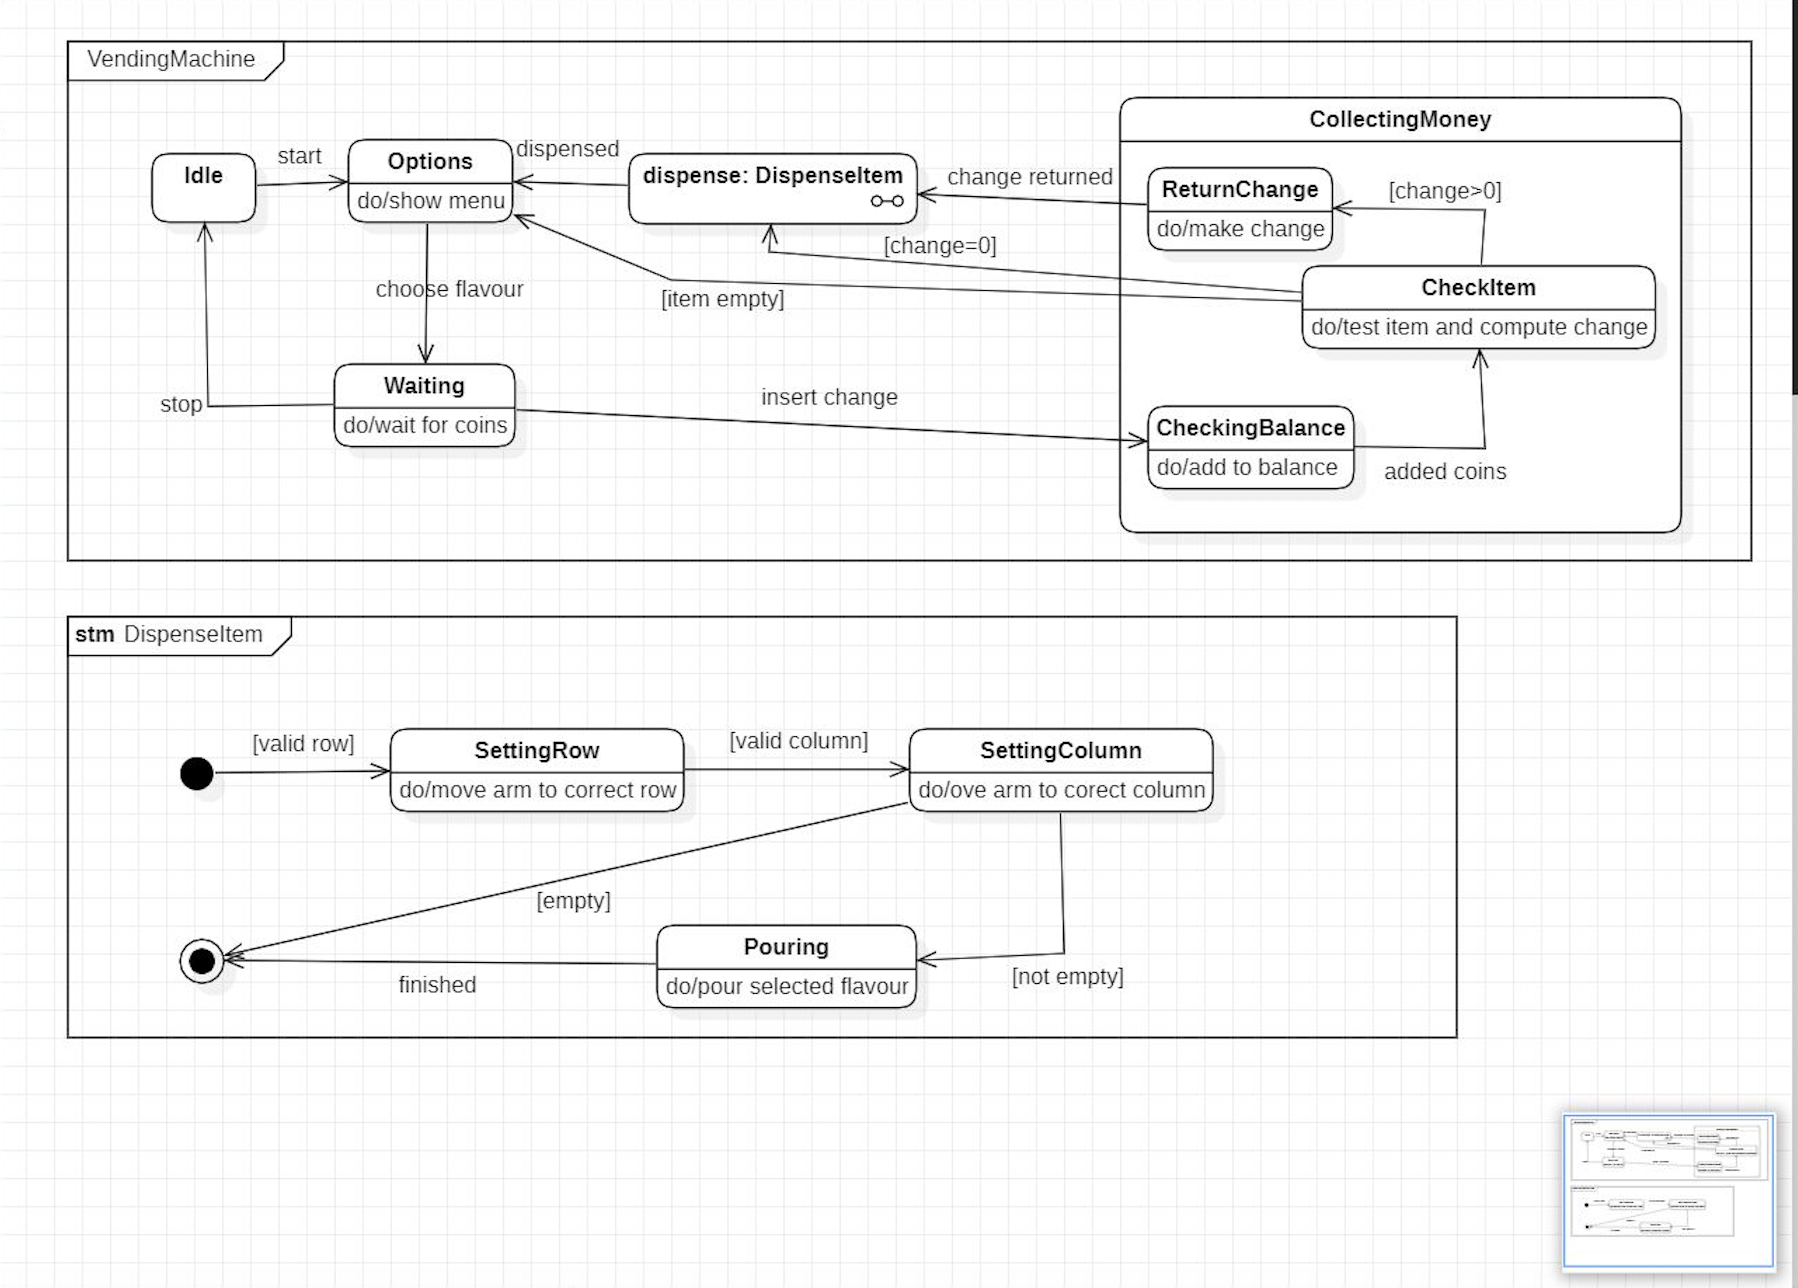 VendingMachine
CollectingMoney
Idle
start
Options
do/show menu
dispensed
dispense: DispenseItem
change returned
ReturnChange
do/make change
[change>0]
[change=0]
[item empty]
CheckItem
do/test item and compute change
choose flavour
Waiting
do/wait for coins
stop
insert change
CheckingBalance
do/add to balance
added coins
stm DispenseItem
[valid row]
SettingRow
do/move arm to correct row
[valid column]
SettingColumn
do/ove arm to corect column
[empty]
Pouring
do/pour selected flavour
[not empty]
finished